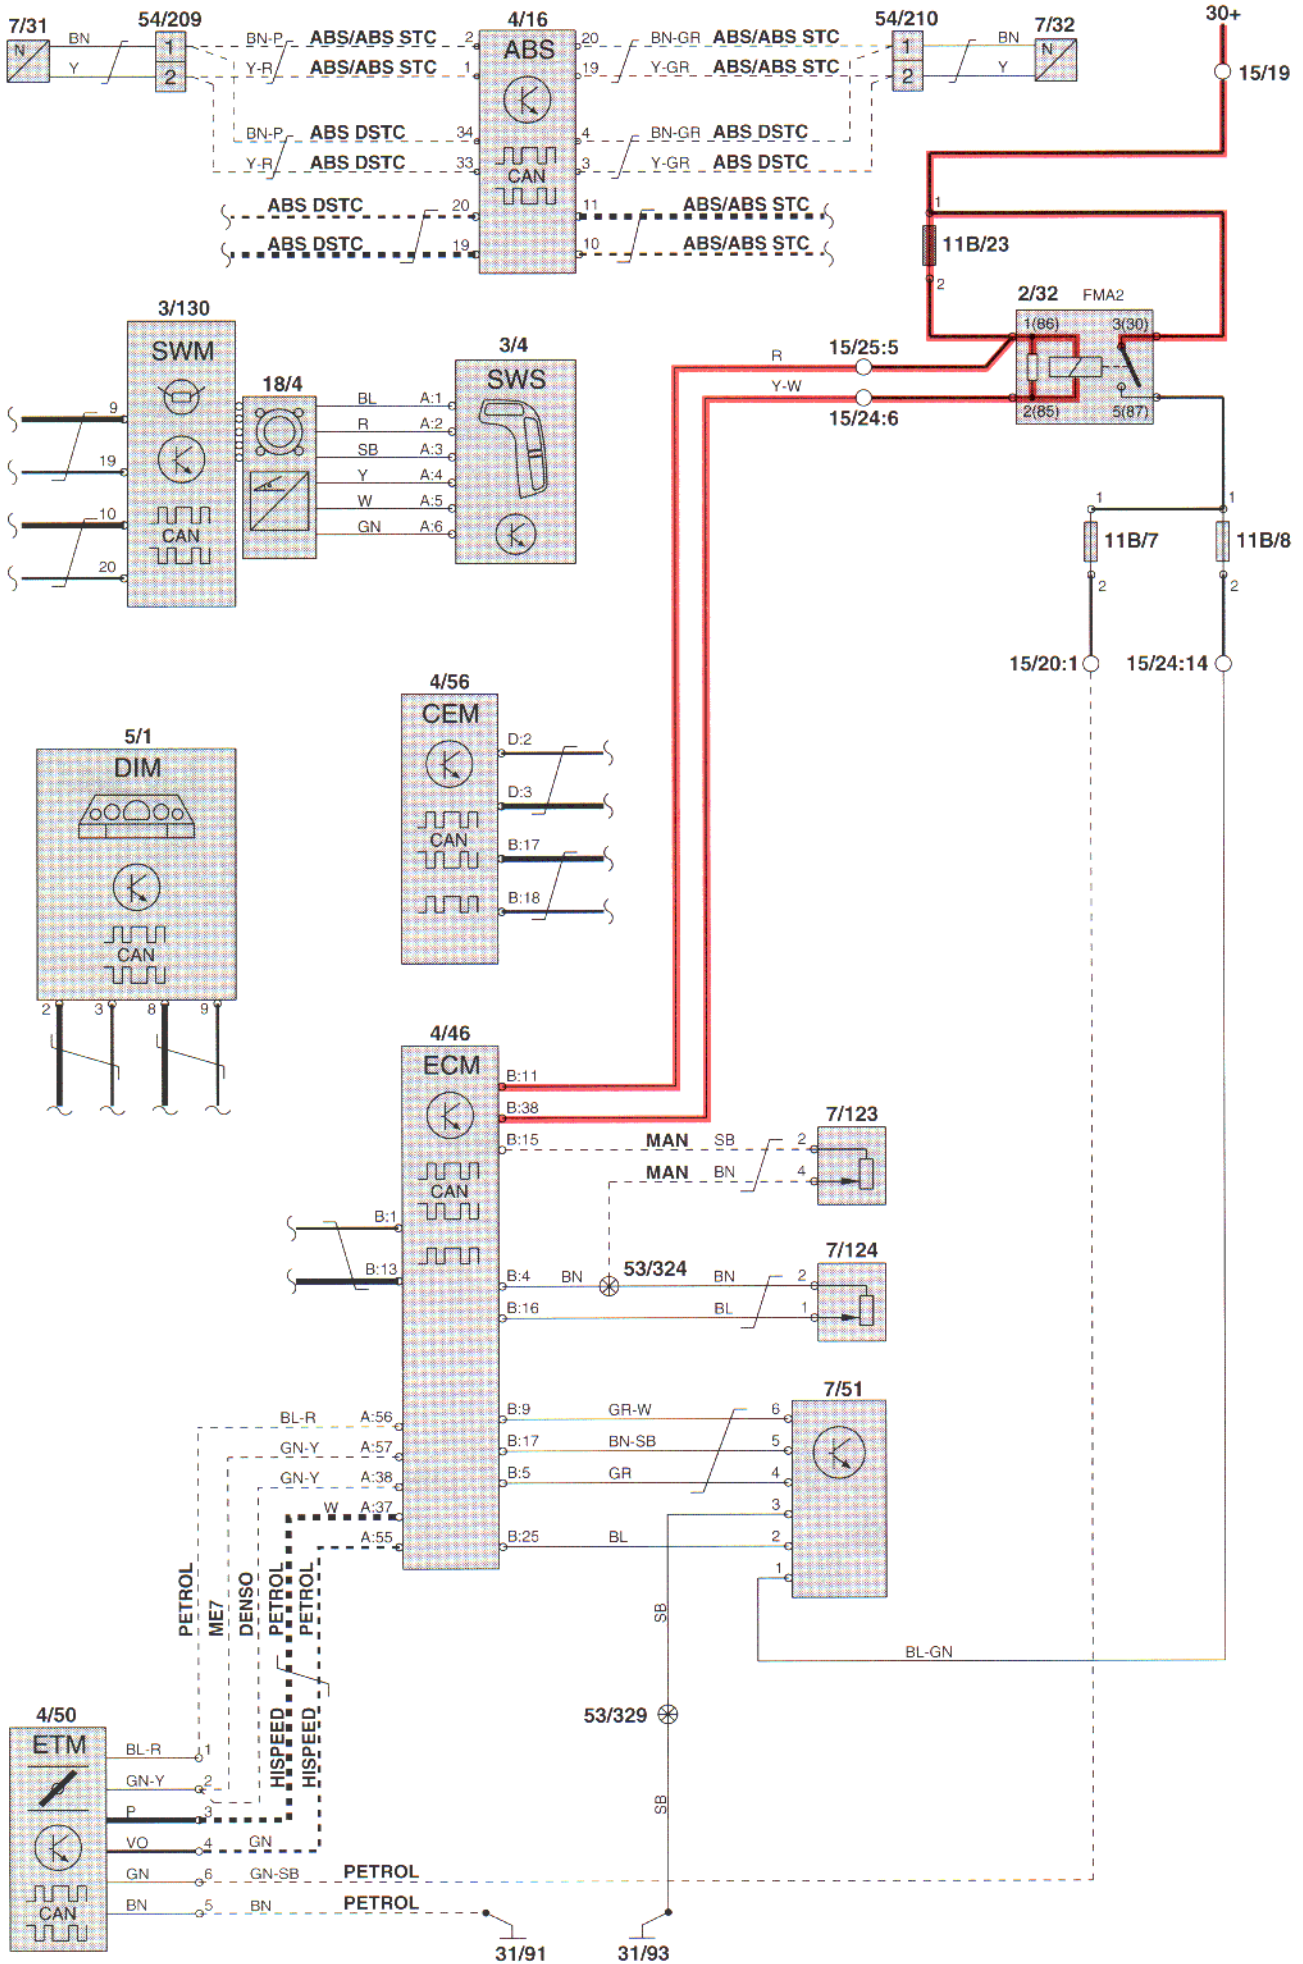 7/31 54/209 4/16 54/210 7/32 30+
N BN 1 BN-P ABS/ABS STC 2 ABS 20 BN-GR ABS/ABS STC 1 BN N
Y 2 Y-R ABS/ABS STC 1 19 Y-GR ABS/ABS STC 2 Y
15/19
BN-P ABS DSTC 34 4 BN-GR ABS DSTC
Y-R ABS DSTC 33 CAN 3 Y-GR ABS DSTC
ABS DSTC 20 11 ABS/ABS STC
ABS DSTC 19 10 ABS/ABS STC
1
11B/23
2
2/32 FMA2
1(86) 3(30)
2(85) 5(87)
3/130
SWM
9
19
10
CAN
20
18/4
3/4
SWS
BL A:1
R A:2
SB A:3
Y A:4
W A:5
GN A:6
R 15/25:5
Y-W
15/24:6
1 1
11B/7 11B/8
2 2
15/20:1 15/24:14
4/56
CEM
D:2
D:3
CAN
B:17
B:18
5/1
DIM
CAN
2 3 8 9
4/46
ECM
B:11
B:38
B:15 MAN SB 2
7/123
MAN BN 4
CAN
B:1
B:13
53/324
7/124
B:4 BN BN 2
B:16 BL 1
7/51
B:9 GR-W 6
B:17 BN-SB 5
B:5 GR 4
3
B:25 BL 2
1
BL-R A:56
GN-Y A:57
GN-Y A:38
W A:37
A:55
PETROL
ME7
DENSO
PETROL
PETROL
HISPEED
HISPEED
SB
BL-GN
53/329
SB
4/50
ETM
BL-R 1
GN-Y 2
P 3
VO 4 GN
GN 6 GN-SB PETROL
BN 5 BN PETROL
CAN
31/91 31/93